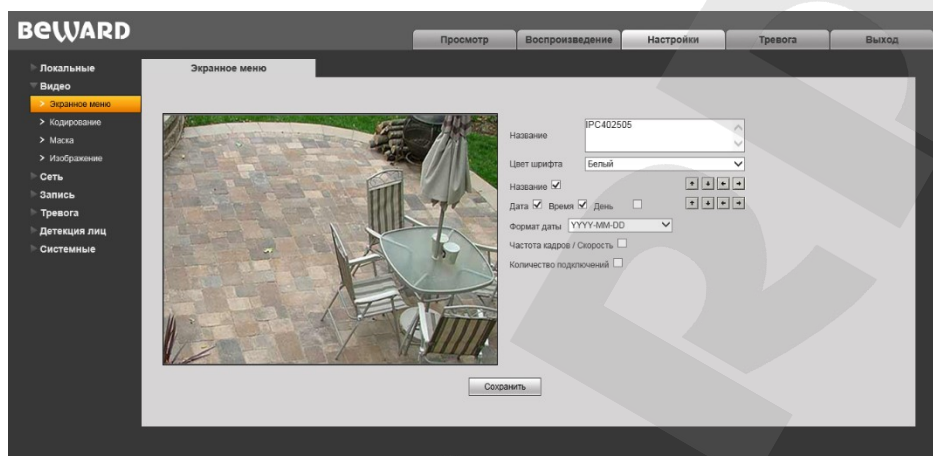 BEWARD
Просмотр Воспроизведение Настройки Тревога Выход
Локальные
Видео
Экранное меню
Кодирование
Маска
Изображение
Сеть
Запись
Тревога
Детекция лиц
Системные
Экранное меню
Название IPC402505
Цвет шрифта Белый
Название
Дата Время День
Формат даты YYYY-MM-DD
Частота кадров / Скорость
Количество подключений
Сохранить